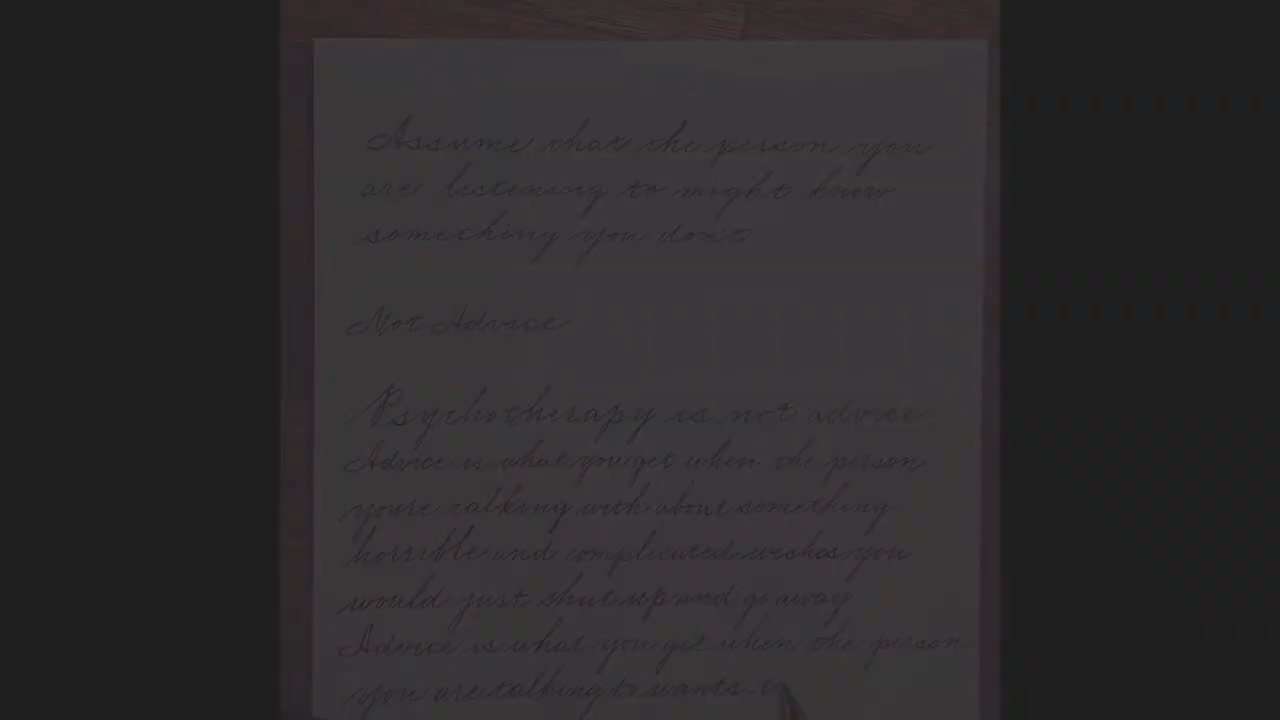 Assume that the person you
are listening to might know
something you don't
Not Advice
Psychotherapy is not advice
Advice is what you get when the person
you're talking with about something
horrible and complicated wishes you
would just shut up and go away
Advice is what you get when the person
you are talking to wants